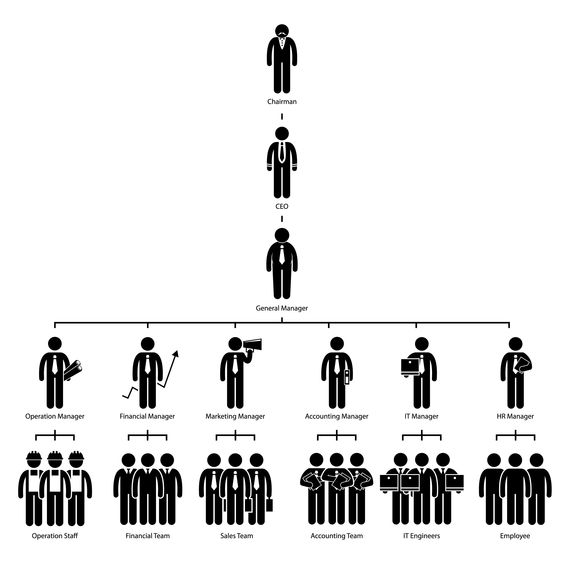 Chairman
CEO
General Manager
Operation Manager
Financial Manager
Marketing Manager
Accounting Manager
IT Manager
HR Manager
Operation Staff
Financial Team
Sales Team
Accounting Team
IT Engineers
Employee